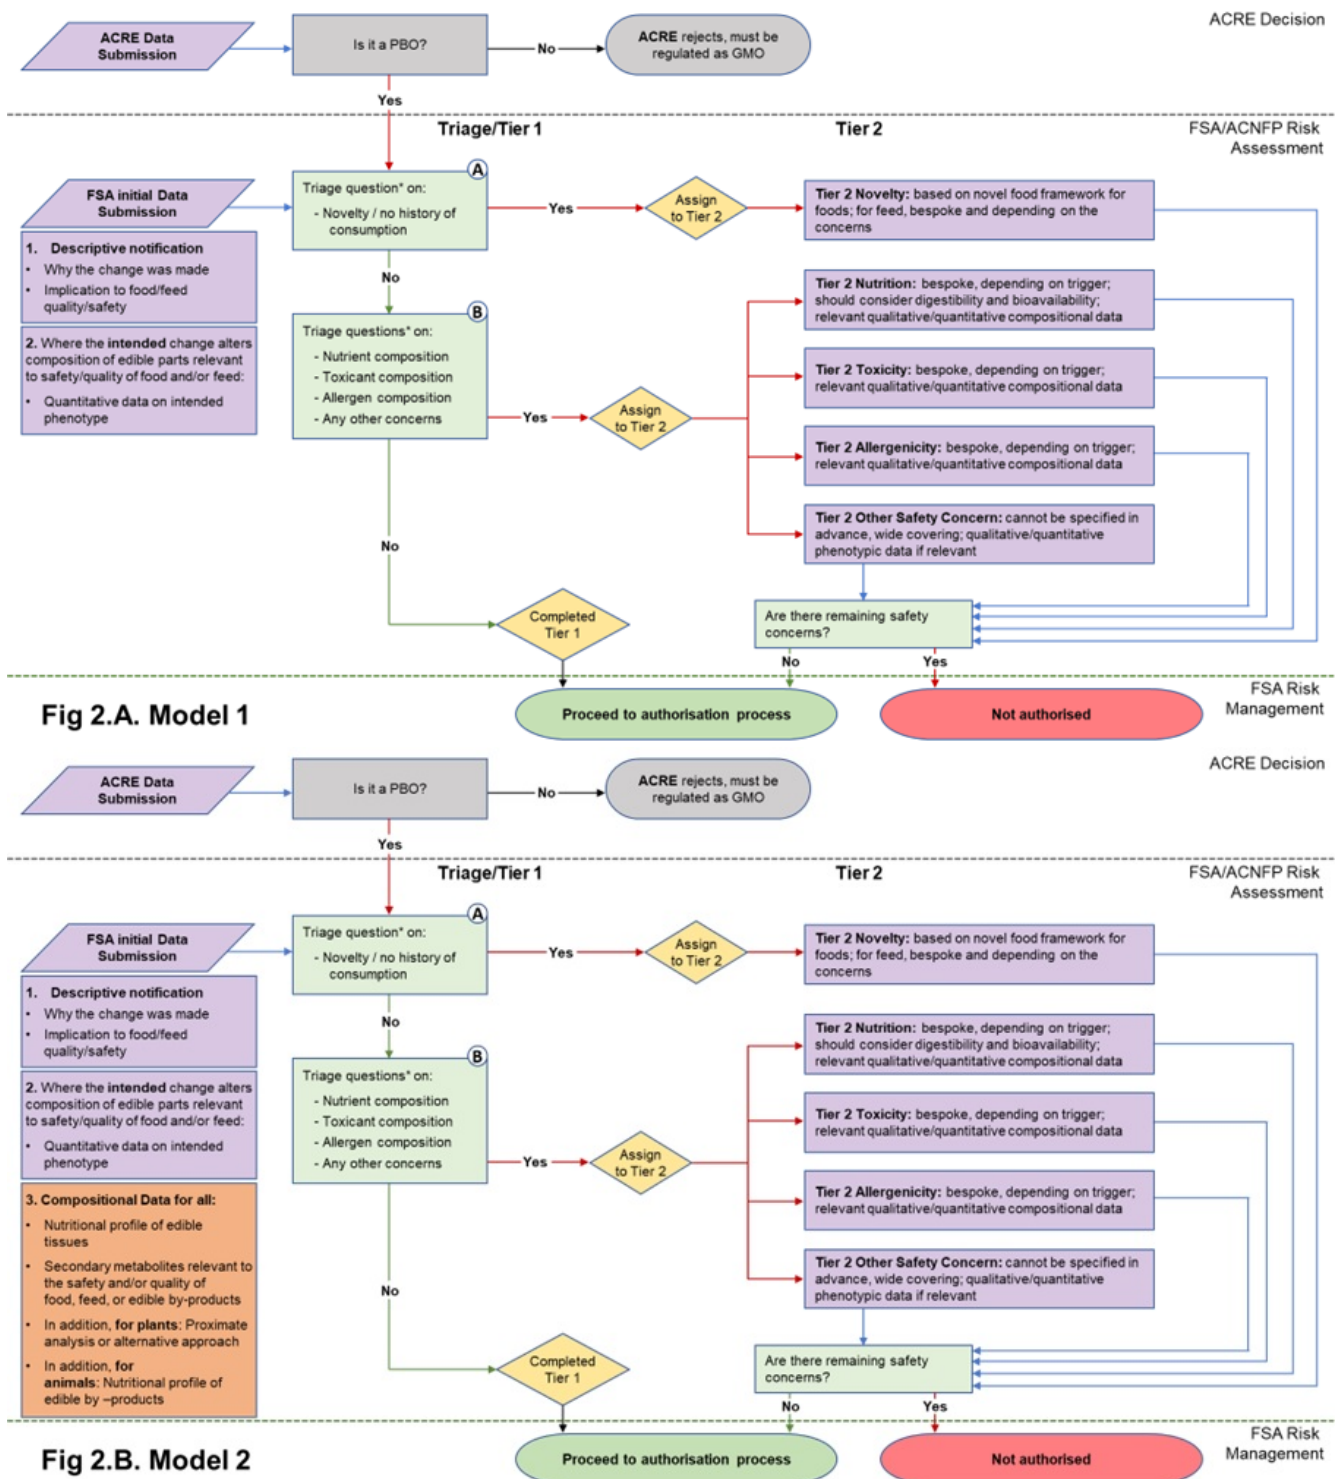 ACRE Decision
ACRE Data
Submission
Is it a PBO?
No
ACRE rejects, must be
regulated as GMO
Yes
Triage/Tier 1
Tier 2
FSA/ACNFP Risk
Assessment
FSA initial Data
Submission
1. Descriptive notification
• Why the change was made
• Implication to food/feed
quality/safety
2. Where the intended change alters
composition of edible parts relevant
to safety/quality of food and/or feed:
• Quantitative data on intended
phenotype
A
Triage question* on:
- Novelty / no history of
consumption
Yes
Assign
to Tier 2
Tier 2 Novelty: based on novel food framework for
foods; for feed, bespoke and depending on the
concerns
No
B
Triage questions* on:
- Nutrient composition
- Toxicant composition
- Allergen composition
- Any other concerns
Yes
Assign
to Tier 2
Tier 2 Nutrition: bespoke, depending on trigger;
should consider digestibility and bioavailability;
relevant qualitative/quantitative compositional data
Tier 2 Toxicity: bespoke, depending on trigger;
relevant qualitative/quantitative compositional data
Tier 2 Allergenicity: bespoke, depending on trigger;
relevant qualitative/quantitative compositional data
Tier 2 Other Safety Concern: cannot be specified in
advance, wide covering; qualitative/quantitative
phenotypic data if relevant
No
Completed
Tier 1
Are there remaining safety
concerns?
No
Yes
FSA Risk
Management
Fig 2.A. Model 1
Proceed to authorisation process
Not authorised
ACRE Decision
ACRE Data
Submission
Is it a PBO?
No
ACRE rejects, must be
regulated as GMO
Yes
Triage/Tier 1
Tier 2
FSA/ACNFP Risk
Assessment
FSA initial Data
Submission
1. Descriptive notification
• Why the change was made
• Implication to food/feed
quality/safety
2. Where the intended change alters
composition of edible parts relevant
to safety/quality of food and/or feed:
• Quantitative data on intended
phenotype
3. Compositional Data for all:
• Nutritional profile of edible
tissues
• Secondary metabolites relevant to
the safety and/or quality of
food, feed, or edible by-products
• In addition, for plants: Proximate
analysis or alternative approach
• In addition, for
animals: Nutritional profile of
edible by –products
A
Triage question* on:
- Novelty / no history of
consumption
Yes
Assign
to Tier 2
Tier 2 Novelty: based on novel food framework for
foods; for feed, bespoke and depending on the
concerns
No
B
Triage questions* on:
- Nutrient composition
- Toxicant composition
- Allergen composition
- Any other concerns
Yes
Assign
to Tier 2
Tier 2 Nutrition: bespoke, depending on trigger;
should consider digestibility and bioavailability;
relevant qualitative/quantitative compositional data
Tier 2 Toxicity: bespoke, depending on trigger;
relevant qualitative/quantitative compositional data
Tier 2 Allergenicity: bespoke, depending on trigger;
relevant qualitative/quantitative compositional data
Tier 2 Other Safety Concern: cannot be specified in
advance, wide covering; qualitative/quantitative
phenotypic data if relevant
No
Completed
Tier 1
Are there remaining safety
concerns?
No
Yes
FSA Risk
Management
Fig 2.B. Model 2
Proceed to authorisation process
Not authorised